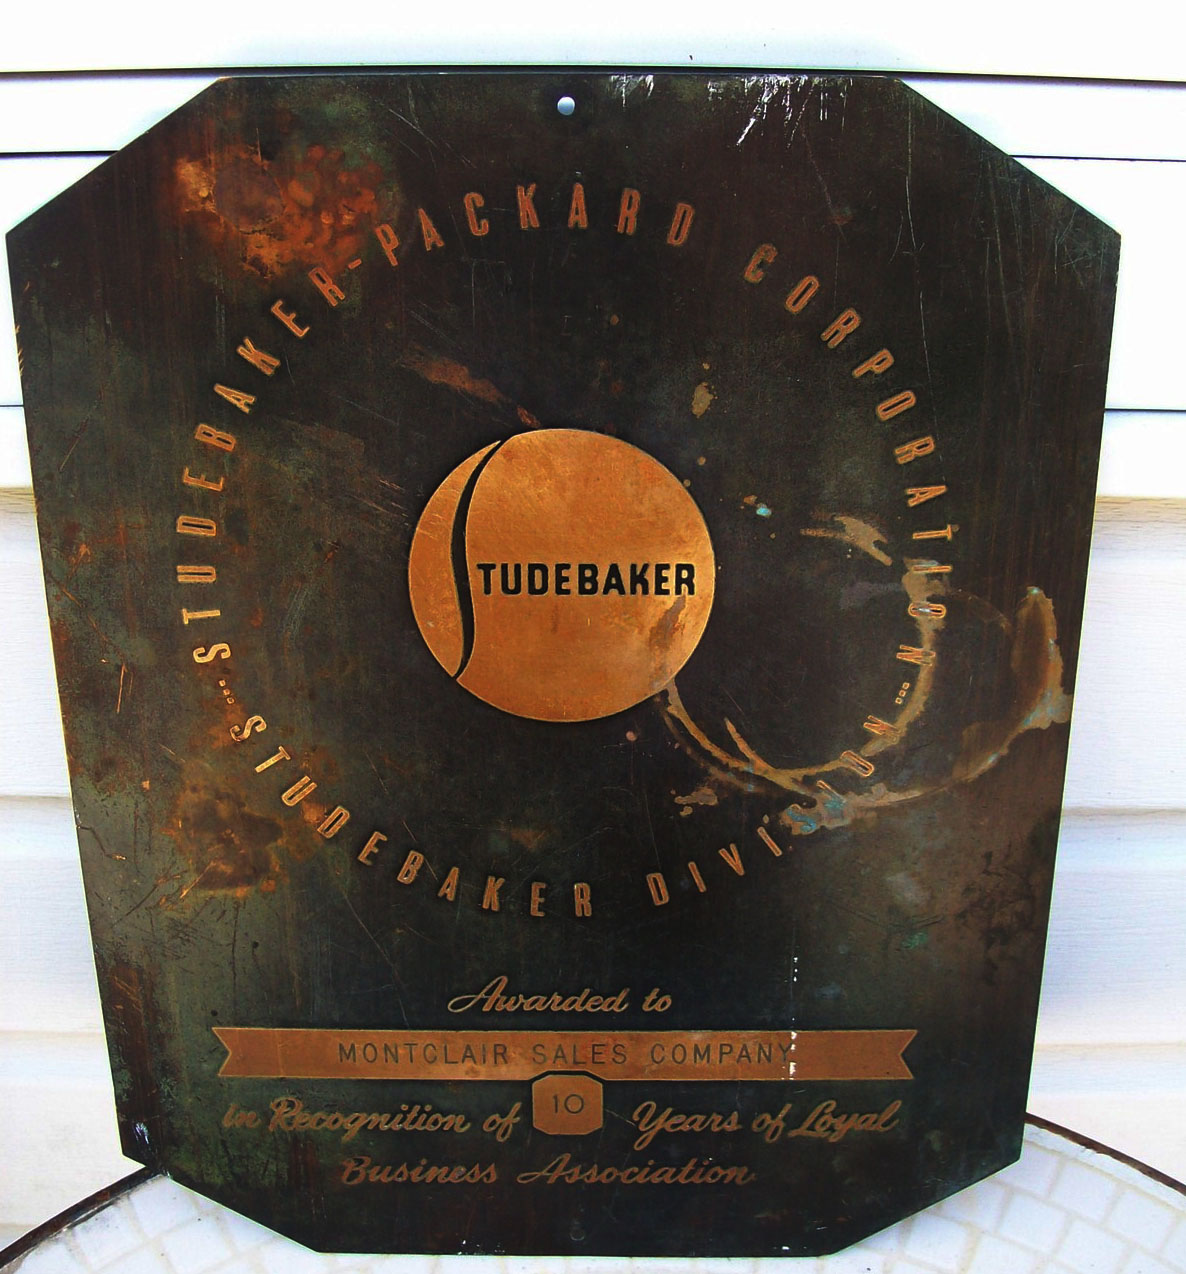 STUDEBAKER-PACKARD CORPORATION...
STUDEBAKER DIVISION...
STUDEBAKER
Awarded to
MONTCLAIR SALES COMPANY
in Recognition of 10 Years of Loyal
Business Association